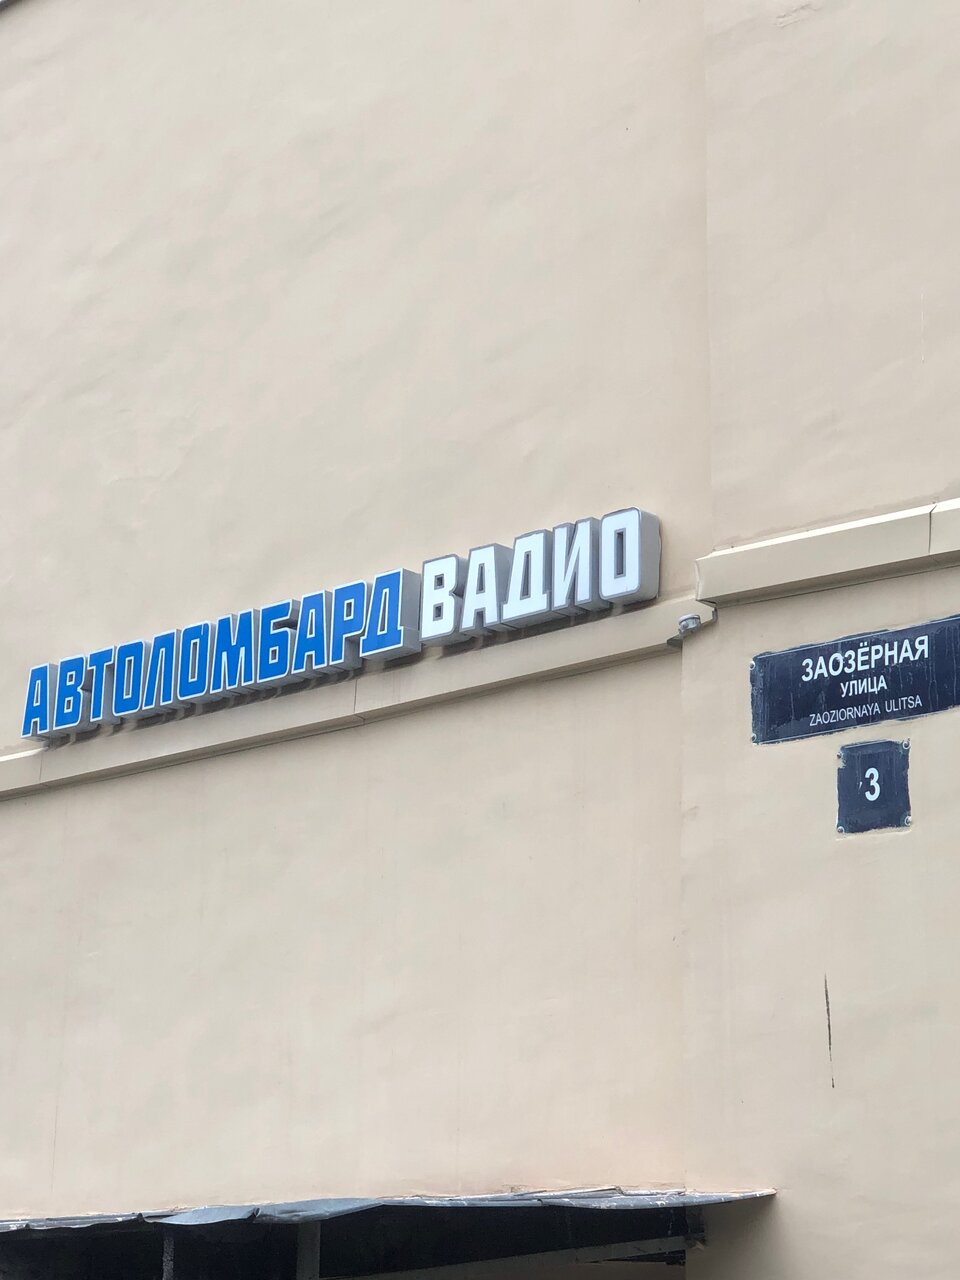 АВТОЛОМБАРД ВАДИО
ЗАОЗЁРНАЯ
УЛИЦА
ZAOZIORNAYA ULITSA
3